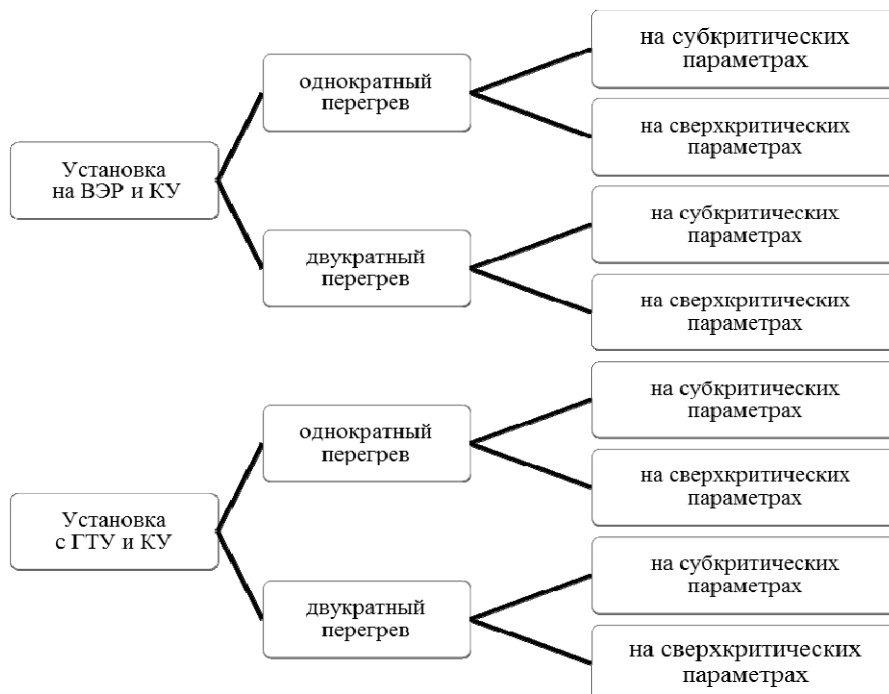 на субкритических
параметрах
однократный
перегрев
на сверхкритических
параметрах
Установка
на ВЭР и КУ
на субкритических
параметрах
двукратный
перегрев
на сверхкритических
параметрах
на субкритических
параметрах
однократный
перегрев
на сверхкритических
параметрах
Установка
с ГТУ и КУ
на субкритических
параметрах
двукратный
перегрев
на сверхкритических
параметрах